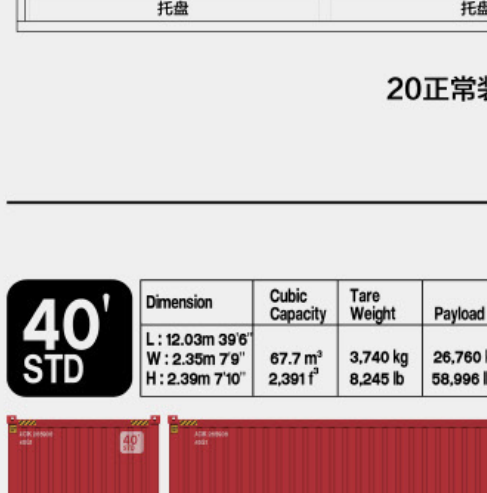 托盘 托盘
20正常装
40'
STD
Dimension Cubic Capacity Tare Weight Payload
L : 12.03m 39'6"
W : 2.35m 7'9" 67.7 m³ 3,740 kg 26,760
H : 2.39m 7'10" 2,391 f³ 8,245 lb 58,996
40'
STD